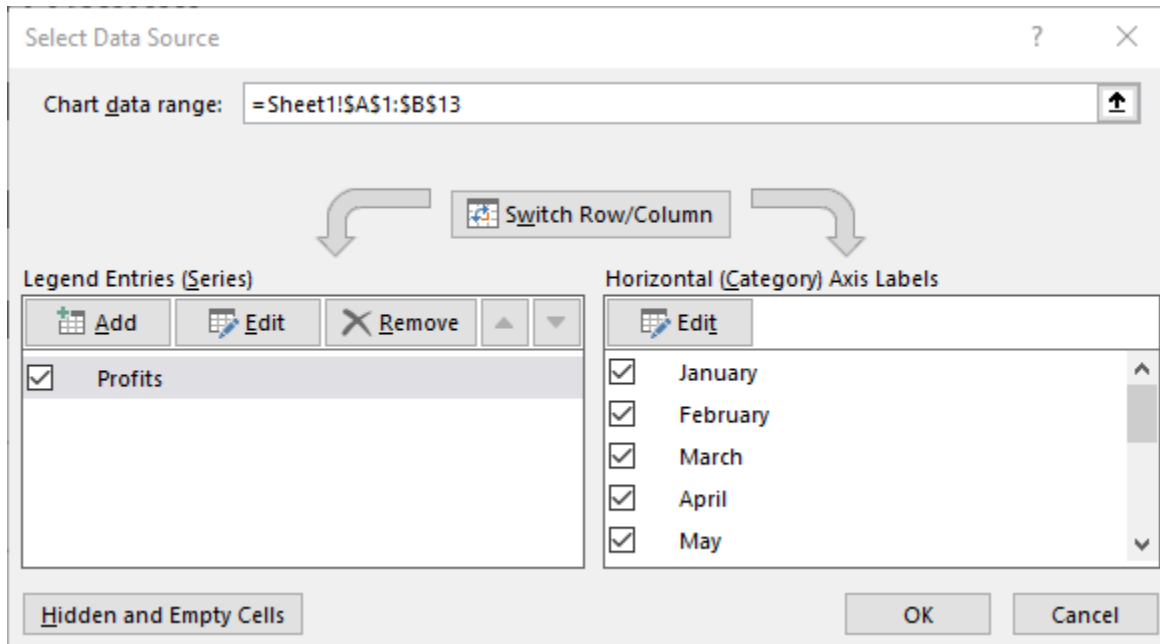 Select Data Source
Chart data range: =Sheet1!$A$1:$B$13
Switch Row/Column
Legend Entries (Series)
Add Edit Remove
Profits
Horizontal (Category) Axis Labels
Edit
January
February
March
April
May
Hidden and Empty Cells
OK Cancel